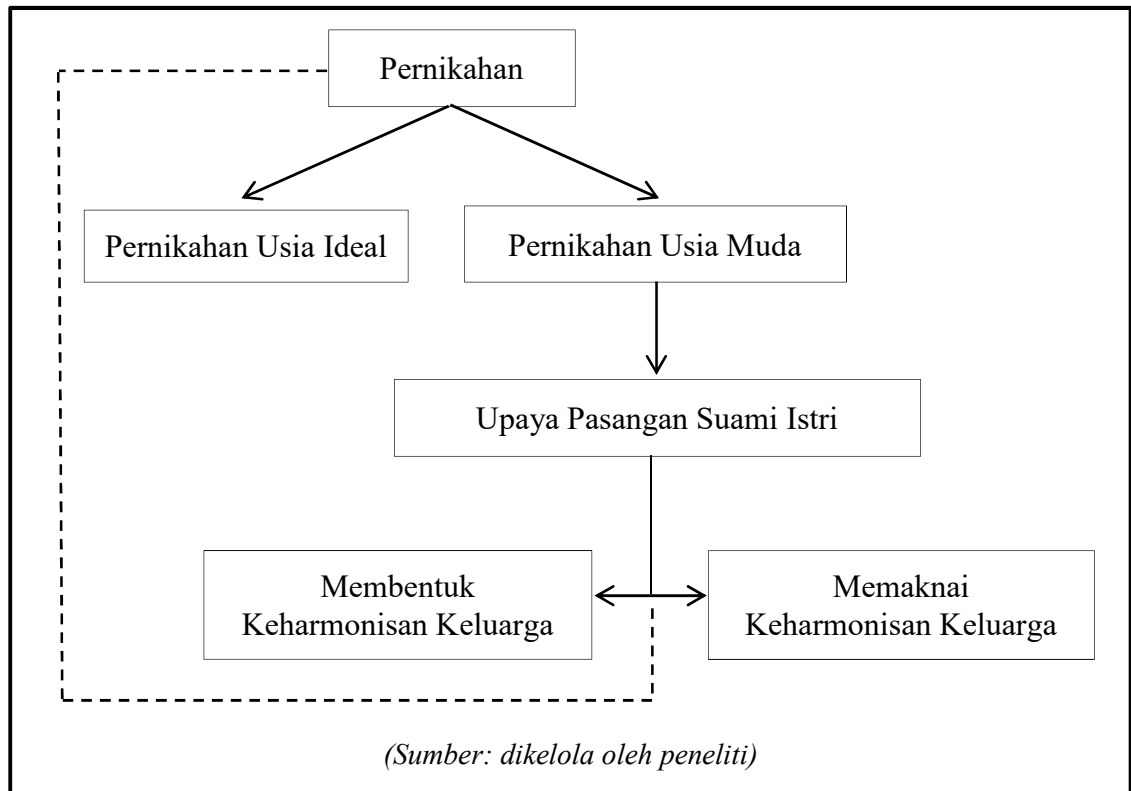 Pernikahan
Pernikahan Usia Ideal
Pernikahan Usia Muda
Upaya Pasangan Suami Istri
Membentuk
Keharmonisan Keluarga
Memaknai
Keharmonisan Keluarga
(Sumber: dikelola oleh peneliti)